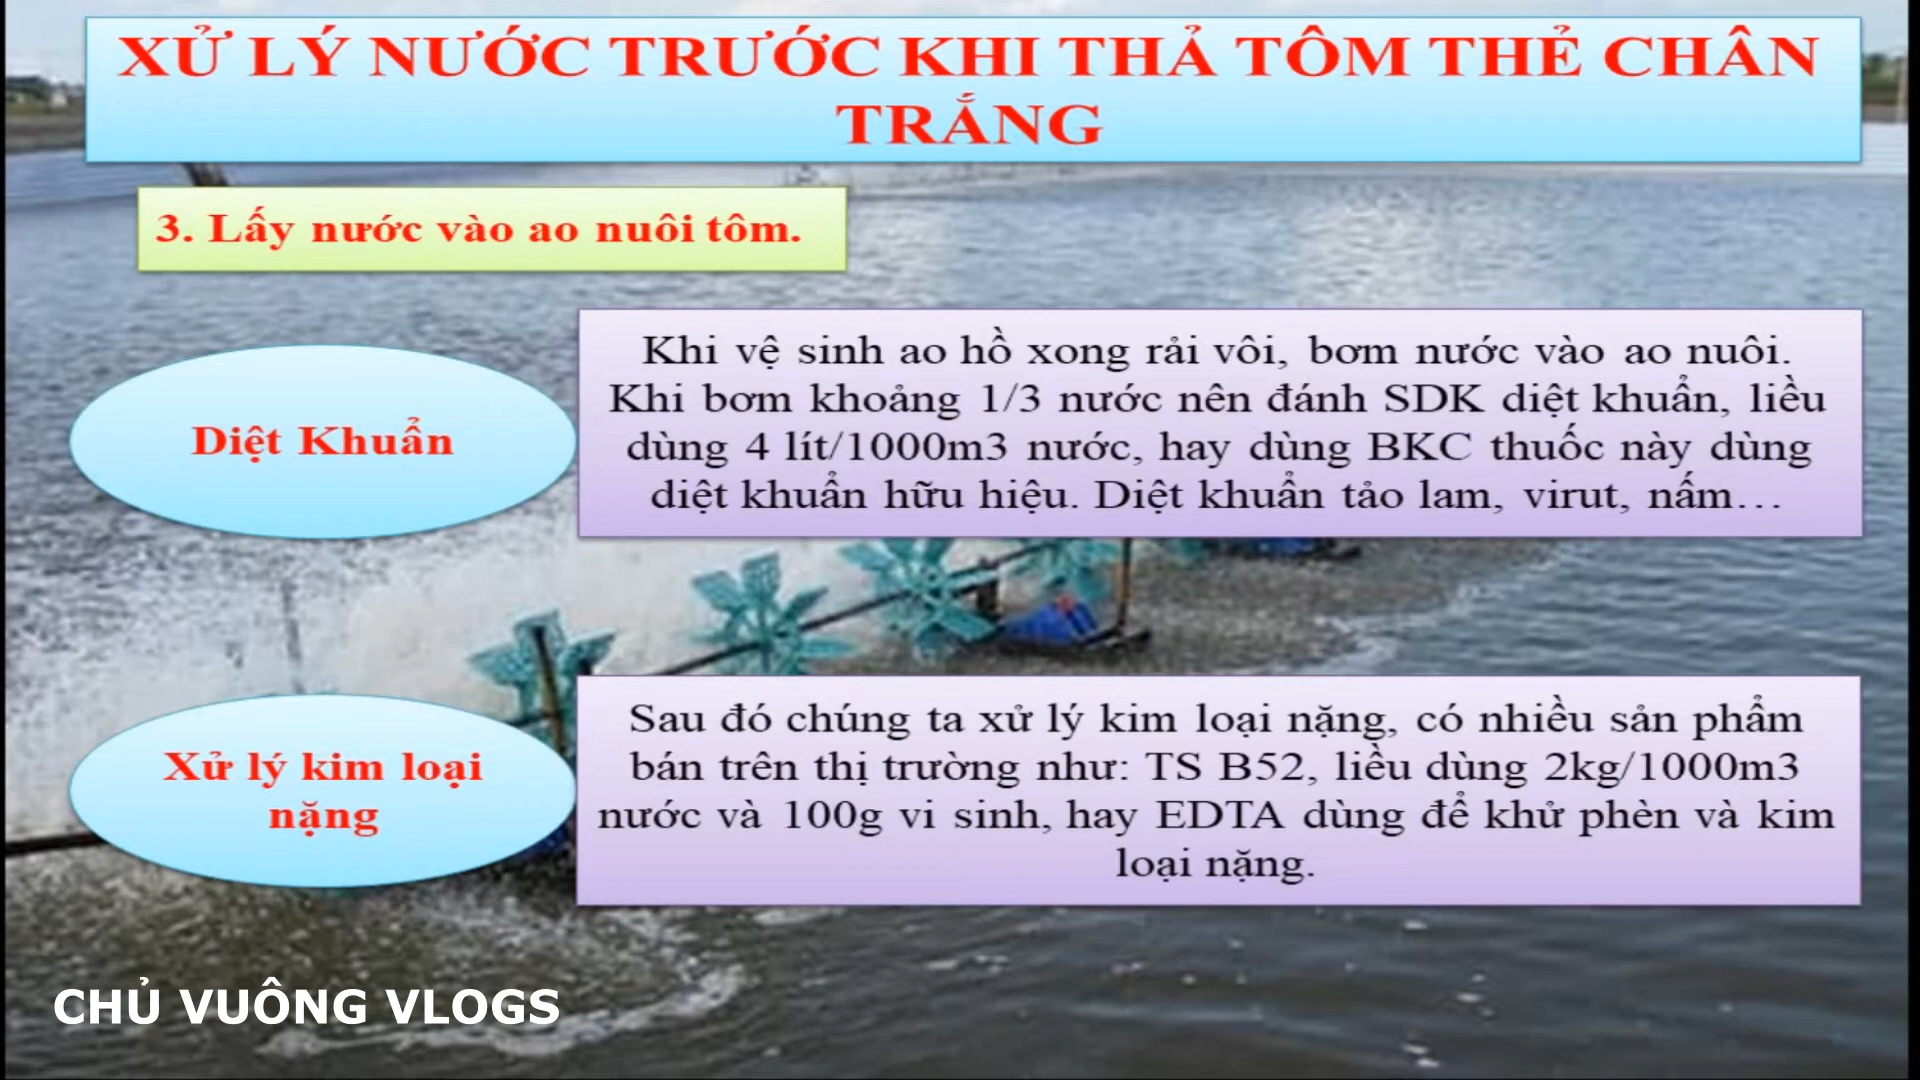 XỬ LÝ NƯỚC TRƯỚC KHI THẢ TÔM THẺ CHÂN
TRẮNG
3. Lấy nước vào ao nuôi tôm.
Diệt Khuẩn
Khi vệ sinh ao hồ xong rải vôi, bơm nước vào ao nuôi.
Khi bơm khoảng 1/3 nước nên đánh SDK diệt khuẩn, liều
dùng 4 lít/1000m3 nước, hay dùng BKC thuốc này dùng
diệt khuẩn hữu hiệu. Diệt khuẩn tảo lam, virut, nấm…
Xử lý kim loại
nặng
Sau đó chúng ta xử lý kim loại nặng, có nhiều sản phẩm
bán trên thị trường như: TS B52, liều dùng 2kg/1000m3
nước và 100g vi sinh, hay EDTA dùng để khử phèn và kim
loại nặng.
CHỦ VUÔNG VLOGS